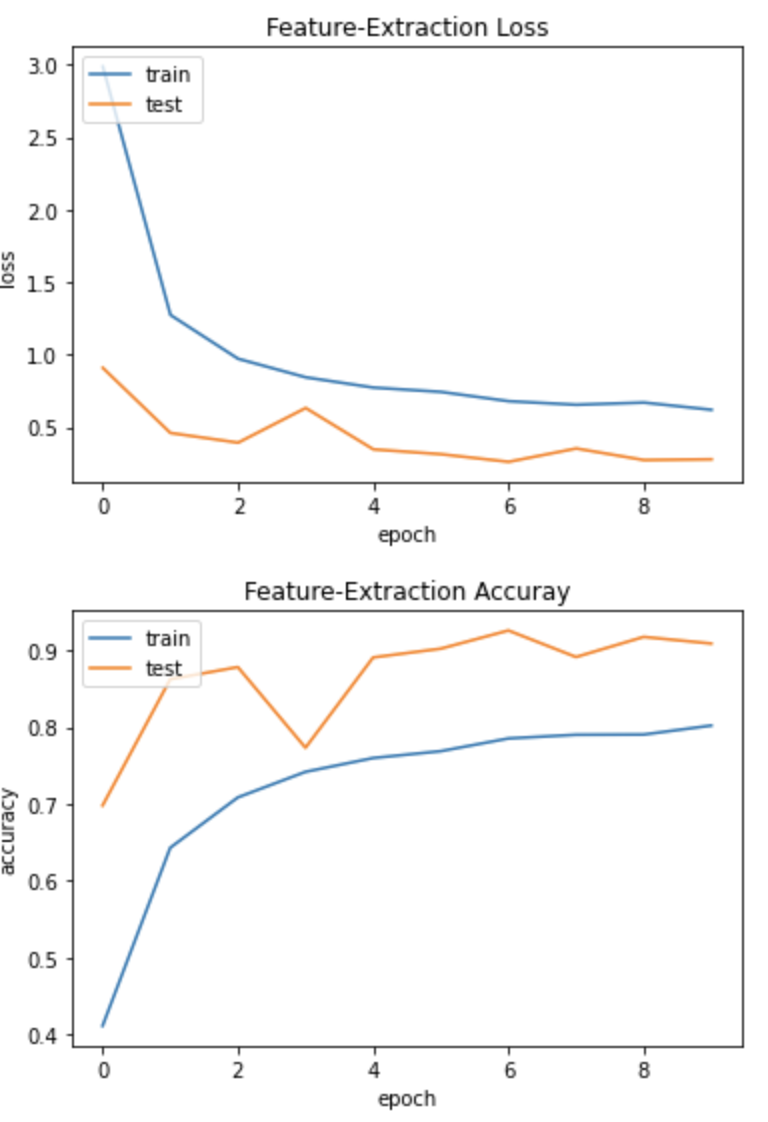 Feature-Extraction Loss
train
test
3.0
2.5
2.0
1.5
1.0
0.5
loss
0 2 4 6 8
epoch
Feature-Extraction Accuray
train
test
0.9
0.8
0.7
0.6
0.5
0.4
accuracy
0 2 4 6 8
epoch